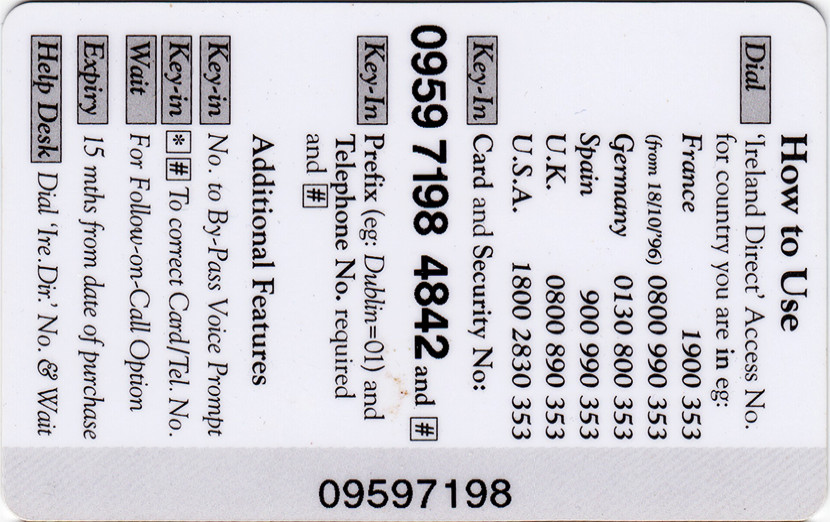 How to Use
Dial 'Ireland Direct' Access No.
for country you are in eg:
France 1900 353
(from 18/10/'96) 0800 990 353
Germany 0130 800 353
Spain 900 990 353
U.K. 0800 890 353
U.S.A. 1800 2830 353
Key-In Card and Security No:
0959 7198 4842 and #
Key-In Prefix (eg: Dublin=01) and
Telephone No. required
and #
Additional Features
Key-in No. to By-Pass Voice Prompt
Key-in * # To correct Card/Tel. No.
Wait For Follow-on-Call Option
Expiry 15 mths from date of purchase
Help Desk Dial 'Ire.Dir.' No. & Wait
09597198